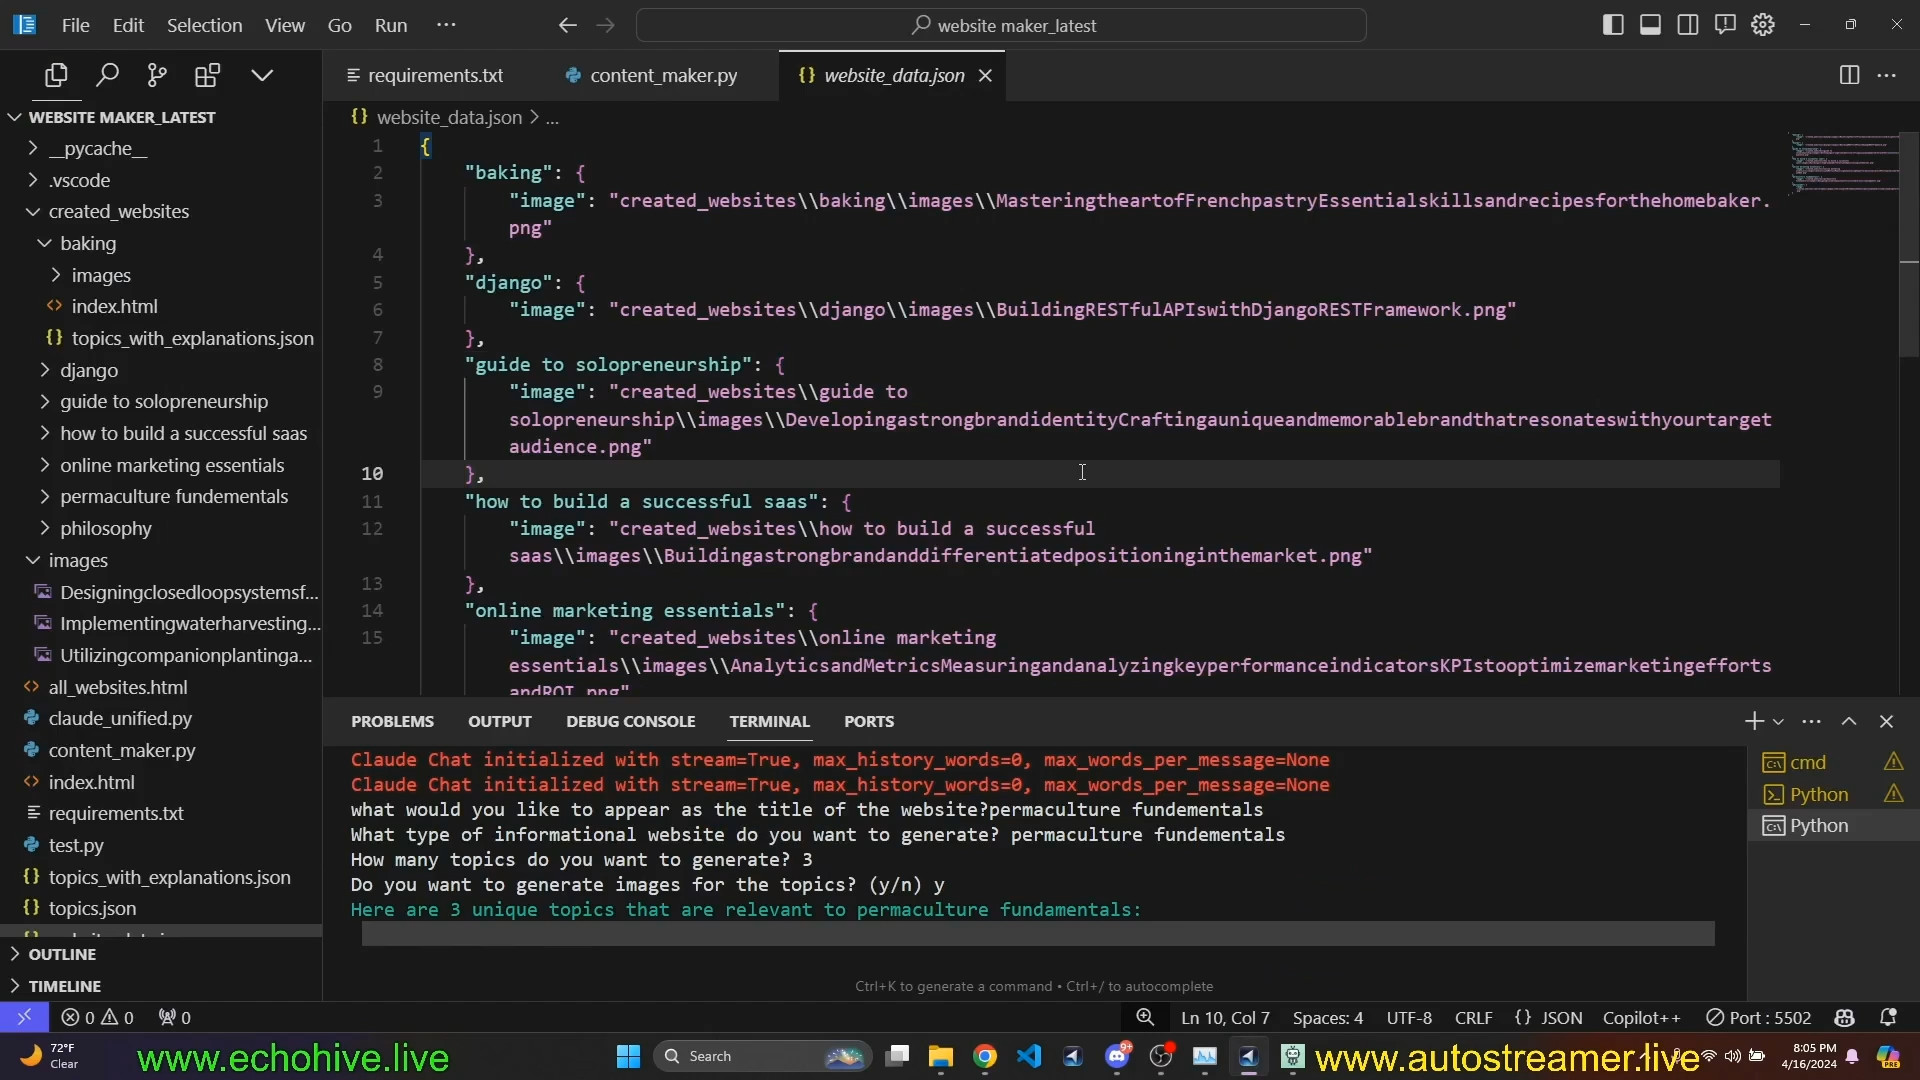 File Edit Selection View Go Run ··· website maker_latest
requirements.txt content_maker.py website_data.json
WEBSITE MAKER_LATEST
__pycache__
.vscode
created_websites
baking
images
index.html
topics_with_explanations.json
django
guide to solopreneurship
how to build a successful saas
online marketing essentials
permaculture fundementals
philosophy
images
Designingclosedloopsystemsf...
Implementingwaterharvesting...
Utilizingcompanionplantinga...
all_websites.html
claude_unified.py
content_maker.py
index.html
requirements.txt
test.py
topics_with_explanations.json
topics.json
OUTLINE
TIMELINE
website_data.json > ...
1 {
2 "baking": {
3 "image": "created_websites\\baking\\images\\MasteringtheartofFrenchpastryEssentialskillsandrecipesforthehomebaker.
png"
4 },
5 "django": {
6 "image": "created_websites\\django\\images\\BuildingRESTfulAPIswithDjangoRESTFramework.png"
7 },
8 "guide to solopreneurship": {
9 "image": "created_websites\\guide to
solopreneurship\\images\\DevelopingastrongbrandidentityCraftingauniqueandmemorablebrandthatresonateswithyourtarget
audience.png"
10 },
11 "how to build a successful saas": {
12 "image": "created_websites\\how to build a successful
saas\\images\\Buildingastrongbrandanddifferentiatedpositioninginthemarket.png"
13 },
14 "online marketing essentials": {
15 "image": "created_websites\\online marketing
essentials\\images\\AnalyticsandMetricsMeasuringandanalyzingkeyperformanceindicatorsKPIstooptimizemarketingefforts
andROI.png"
PROBLEMS OUTPUT DEBUG CONSOLE TERMINAL PORTS
Claude Chat initialized with stream=True, max_history_words=0, max_words_per_message=None
Claude Chat initialized with stream=True, max_history_words=0, max_words_per_message=None
what would you like to appear as the title of the website?permaculture fundementals
What type of informational website do you want to generate? permaculture fundementals
How many topics do you want to generate? 3
Do you want to generate images for the topics? (y/n) y
Here are 3 unique topics that are relevant to permaculture fundamentals:
Ctrl+K to generate a command • Ctrl+/ to autocomplete
cmd
Python
Python
0 0 0 Ln 10, Col 7 Spaces: 4 UTF-8 CRLF {} JSON Copilot++ Port : 5502
72°F
Clear
www.echohive.live
Search
9+
PRE
www.autostreamer.live
8:05 PM
4/16/2024